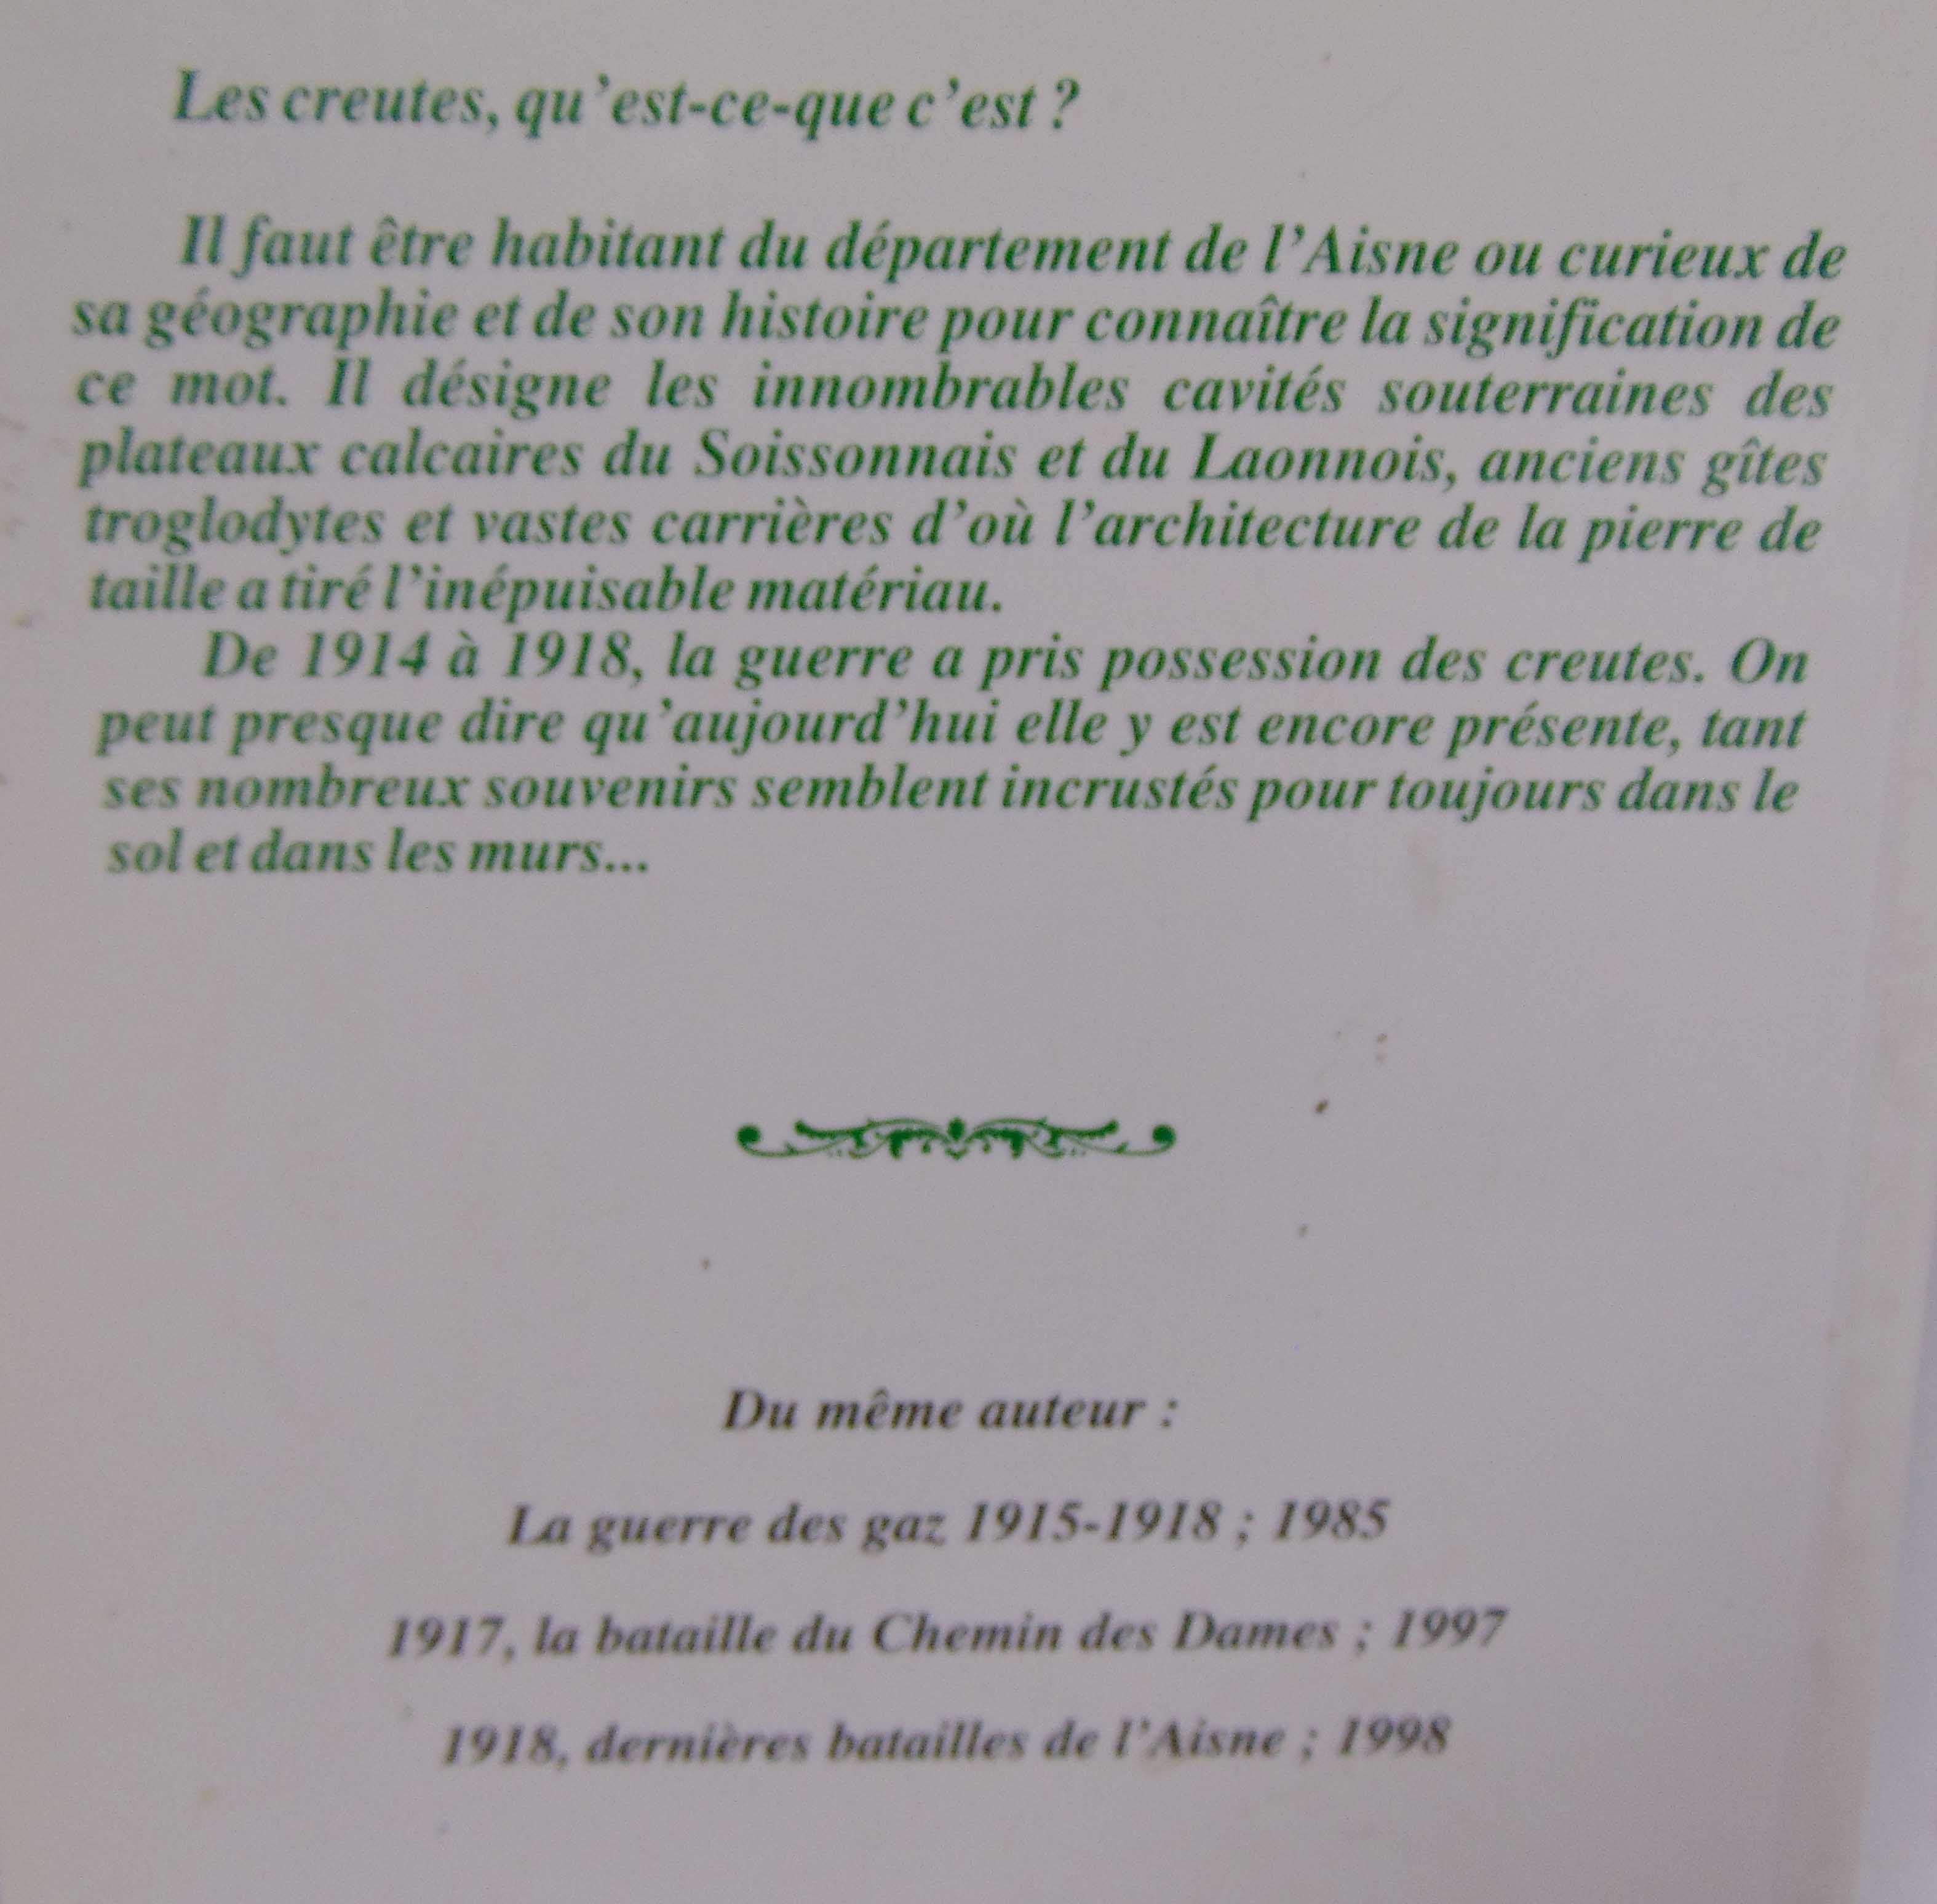 Les creutes, qu'est-ce-que c'est ?
Il faut être habitant du département de l'Aisne ou curieux de
sa géographie et de son histoire pour connaître la signification de
ce mot. Il désigne les innombrables cavités souterraines des
plateaux calcaires du Soissonnais et du Laonnois, anciens gîtes
troglodytes et vastes carrières d'où l'architecture de la pierre de
taille a tiré l'inépuisable matériau.
De 1914 à 1918, la guerre a pris possession des creutes. On
peut presque dire qu'aujourd'hui elle y est encore présente, tant
ses nombreux souvenirs semblent incrustés pour toujours dans le
sol et dans les murs...
Du même auteur :
La guerre des gaz 1915-1918 ; 1985
1917, la bataille du Chemin des Dames ; 1997
1918, dernières batailles de l'Aisne ; 1998